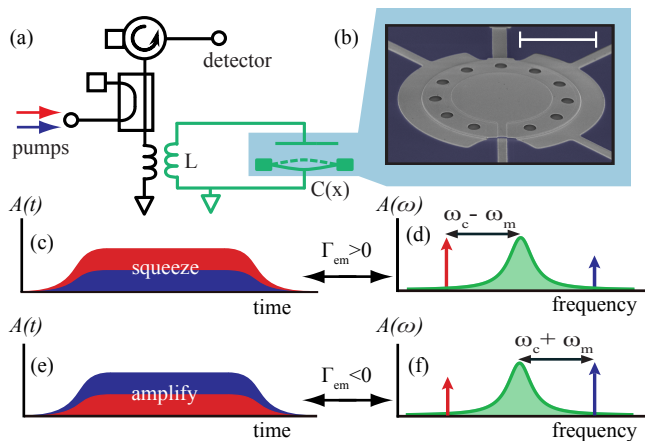 (a)
detector
pumps
L
C(x)
(b)
A(t)
(c)
squeeze
time
Γem>0
A(ω)
ωc- ωm
(d)
frequency
A(t)
(e)
amplify
time
Γem<0
A(ω)
ωc+ ωm
(f)
frequency